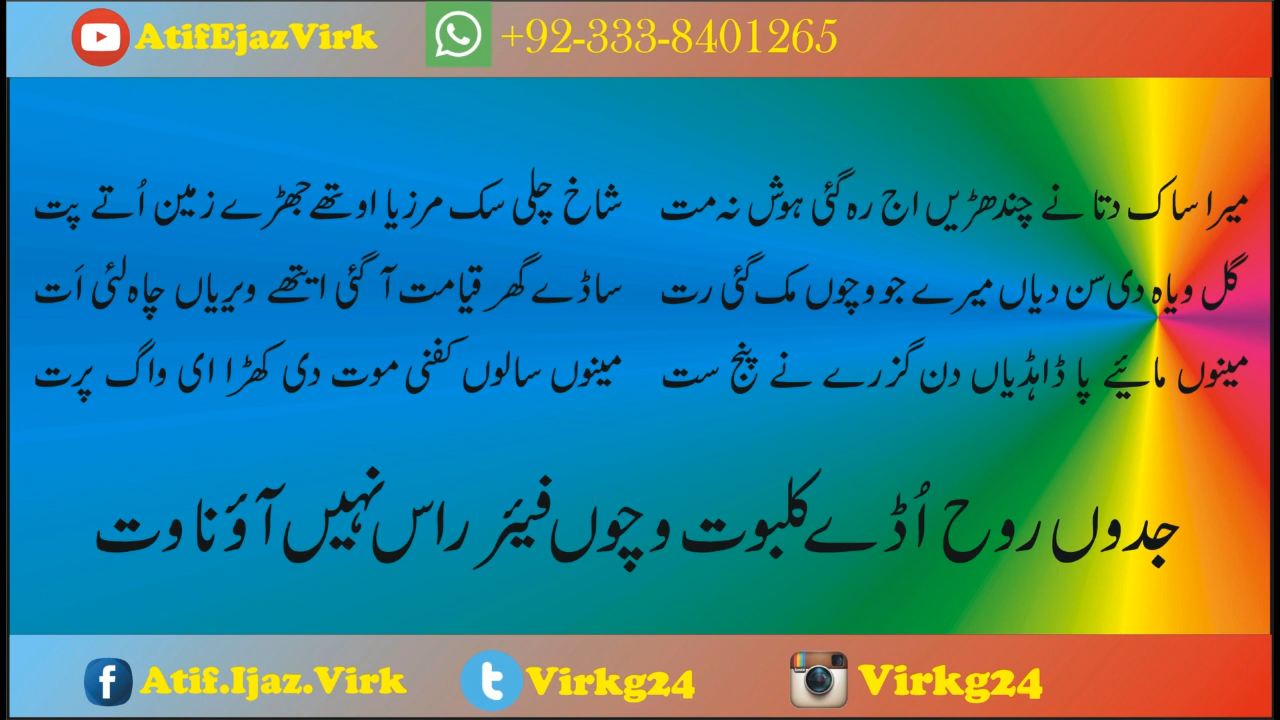 AtifEjazVirk +92-333-8401265
میرا ساک دتا نے چندھڑیں اج رہ گئی ہوش نہ مت شاخ چلی سک مرزیا اوتھے جھڑے زمین اُتے پت
گل ویاہ دی سن دیاں میرے جو وچوں مک گئی رت ساڈے گھر قیامت آ گئی ایتھے ویریاں چاہ لئی اَت
مینوں مائیے پا ڈاہڈیاں دن گزرے نے پنج ست مینوں سالوں کفنی موت دی کھڑا ای واگ پرت
جدوں روح اُڈے کلبوت وچوں فیئر راس نہیں آؤنا وت
Atif.Ijaz.Virk Virkg24 Virkg24